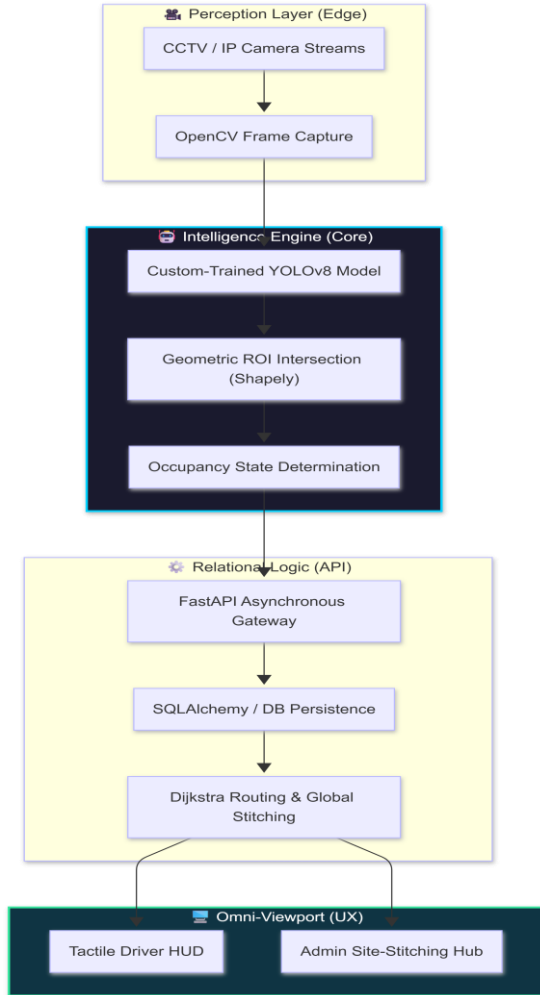 🎥 Perception Layer (Edge)
CCTV / IP Camera Streams
OpenCV Frame Capture
🤖 Intelligence Engine (Core)
Custom-Trained YOLOv8 Model
Geometric ROI Intersection
(Shapely)
Occupancy State Determination
⚙️ Relational Logic (API)
FastAPI Asynchronous
Gateway
SQLAlchemy / DB Persistence
Dijkstra Routing & Global
Stitching
🖥️ Omni-Viewport (UX)
Tactile Driver HUD
Admin Site-Stitching Hub